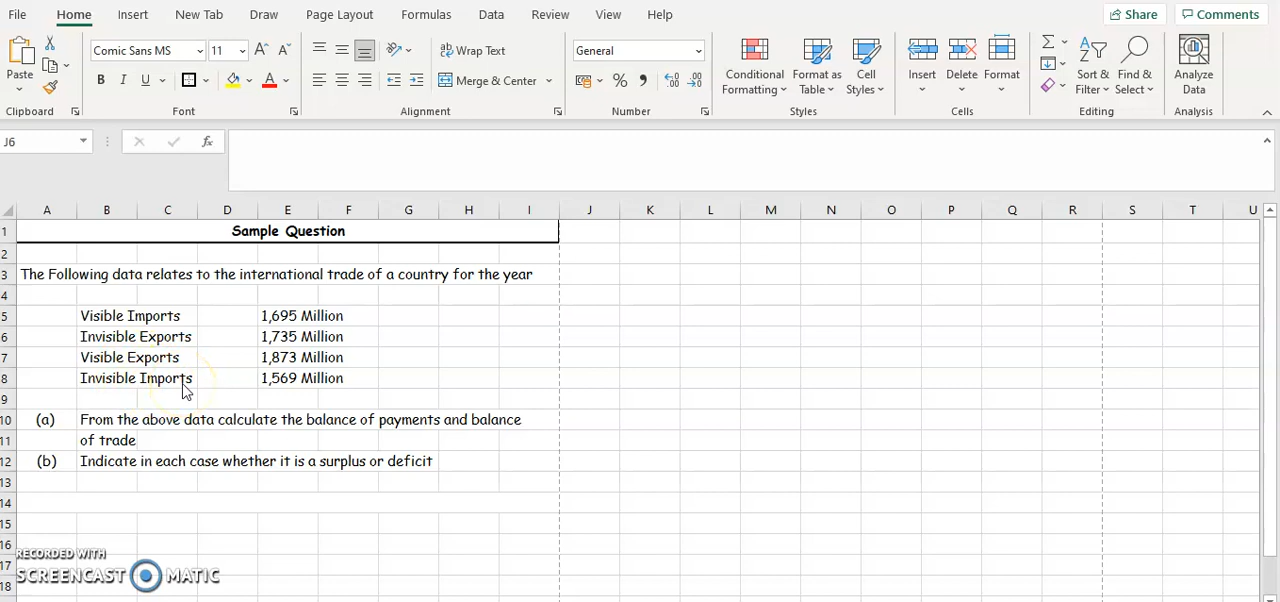 File Home Insert New Tab Draw Page Layout Formulas Data Review View Help Share Comments
Paste
Comic Sans MS 11
B I U A
ab Wrap Text
Merge & Center
General
% 9
Conditional Formatting
Format as Table
Cell Styles
Insert
Delete
Format
Sort & Filter
Find & Select
Analyze Data
Clipboard Font Alignment Number Styles Cells Editing Analysis
J6 fx
A B C D E F G H I J K L M N O P Q R S T U
1 Sample Question
2
3 The Following data relates to the international trade of a country for the year
4
5 Visible Imports 1,695 Million
6 Invisible Exports 1,735 Million
7 Visible Exports 1,873 Million
8 Invisible Imports 1,569 Million
9
10 (a) From the above data calculate the balance of payments and balance
11 of trade
12 (b) Indicate in each case whether it is a surplus or deficit
13
14
15
16
RECORDED WITH
17
SCREENCAST MATIC
18